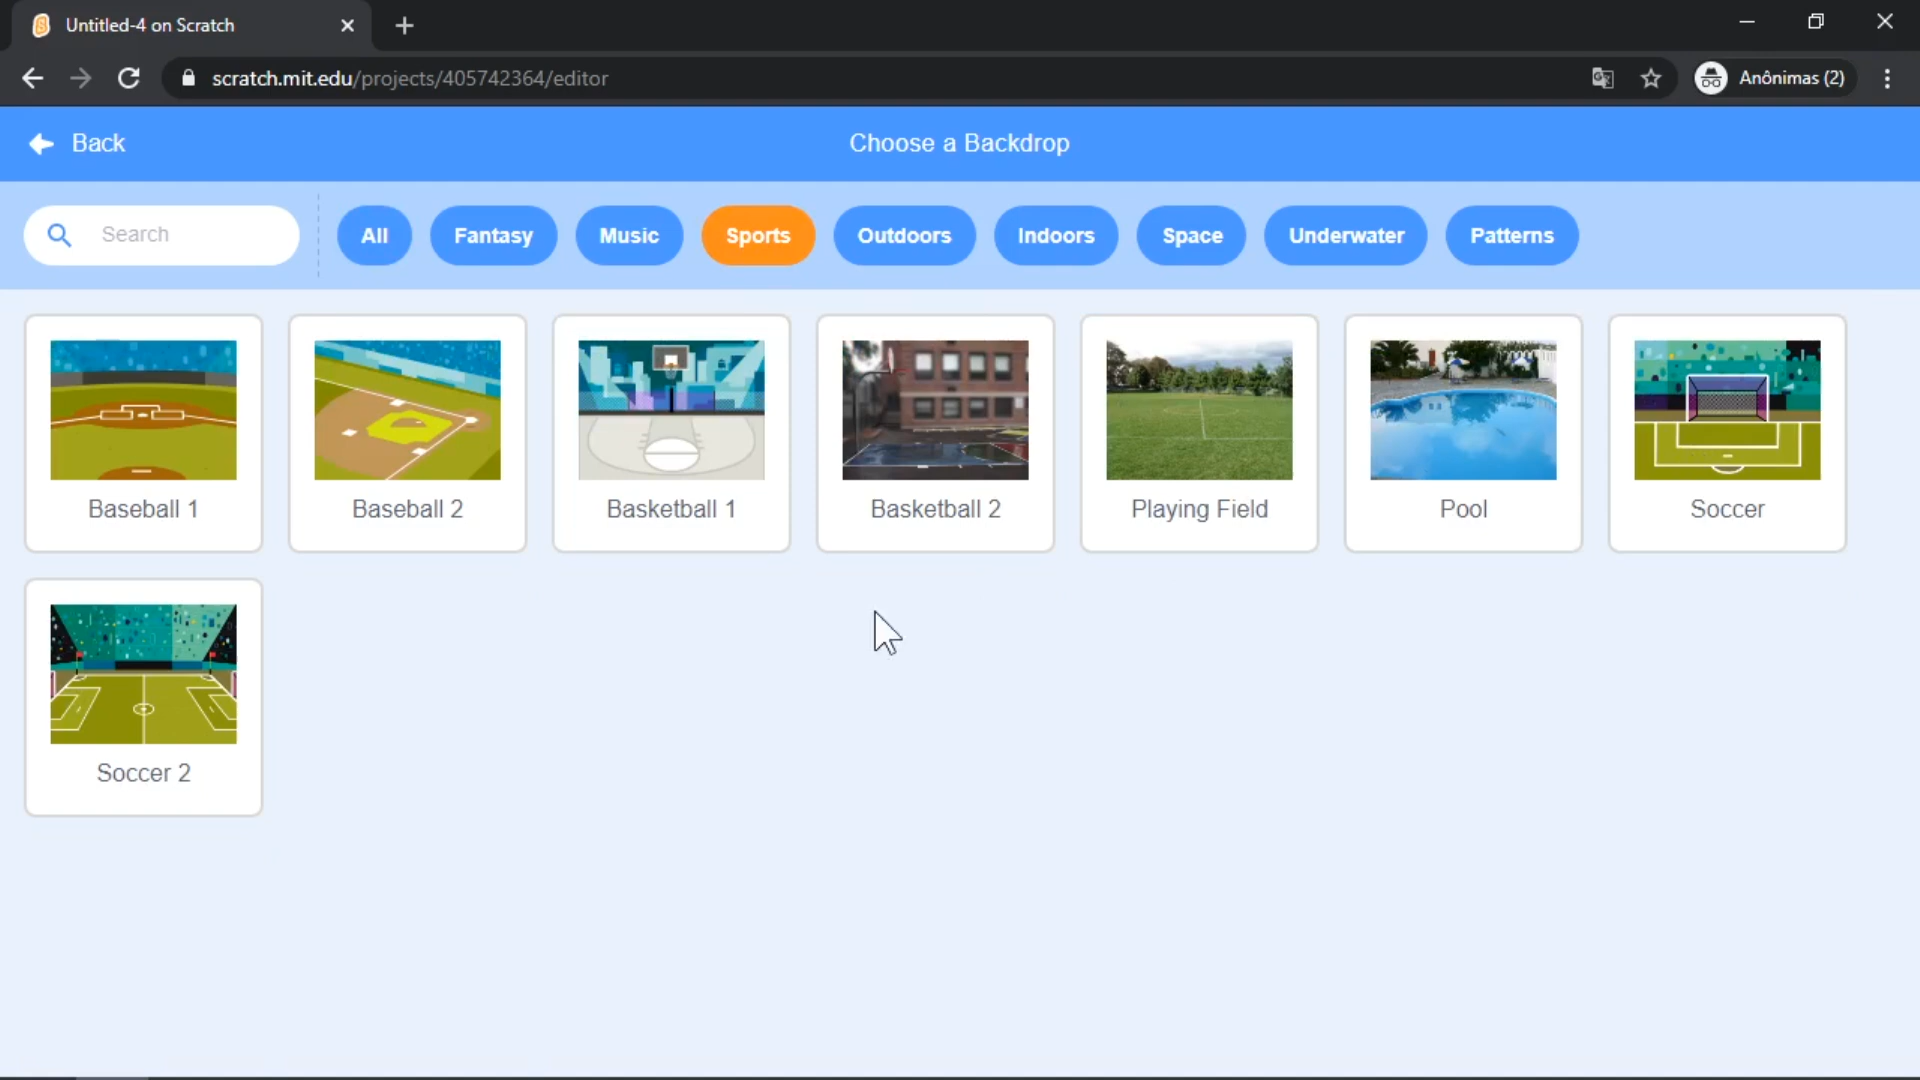 Untitled-4 on Scratch
scratch.mit.edu/projects/405742364/editor
Anônimas (2)
Back
Choose a Backdrop
Search
All
Fantasy
Music
Sports
Outdoors
Indoors
Space
Underwater
Patterns
Baseball 1
Baseball 2
Basketball 1
Basketball 2
Playing Field
Pool
Soccer
Soccer 2